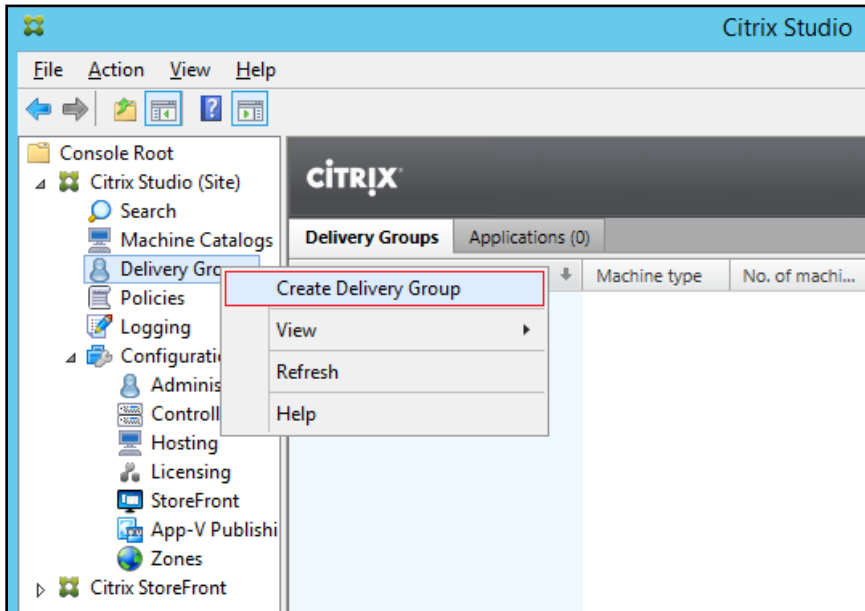 Citrix Studio
File Action View Help
Console Root
Citrix Studio (Site)
Search
Machine Catalogs
Delivery Gro
Policies
Logging
Configurati
Adminis
Controll
Hosting
Licensing
StoreFront
App-V Publishi
Zones
Citrix StoreFront
CİTRIX
Delivery Groups Applications (0)
Machine type No. of machi...
Create Delivery Group
View
Refresh
Help